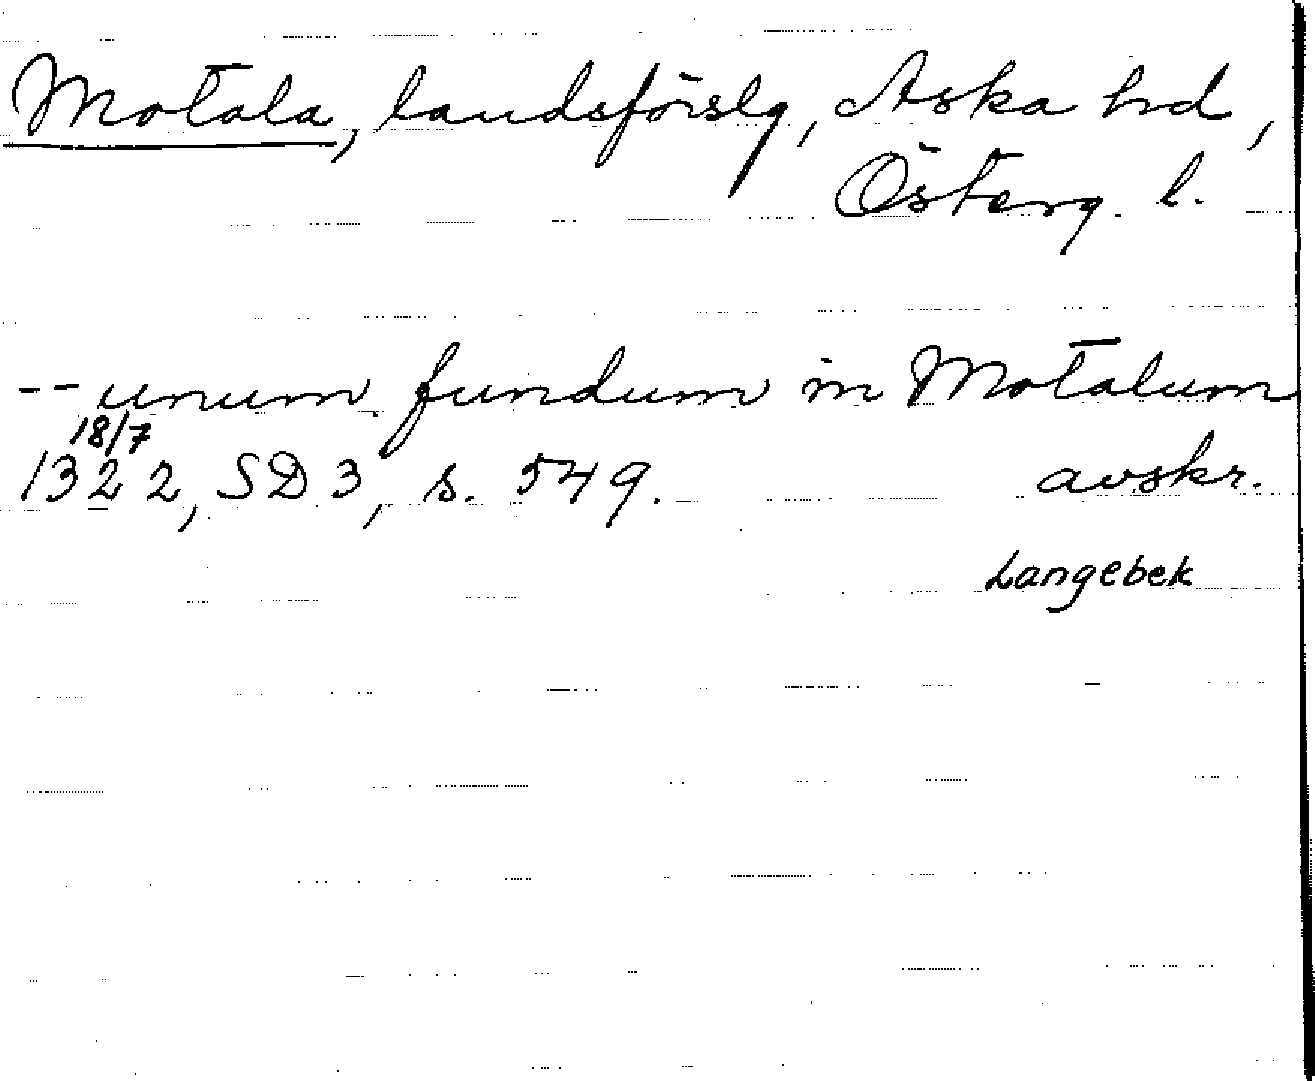 Motala, landsförslg, Aska hd,
Österg. l.
-- unum fundum in Motalum
18/7
1322, SD 3, s. 549. avskr.
Langebek